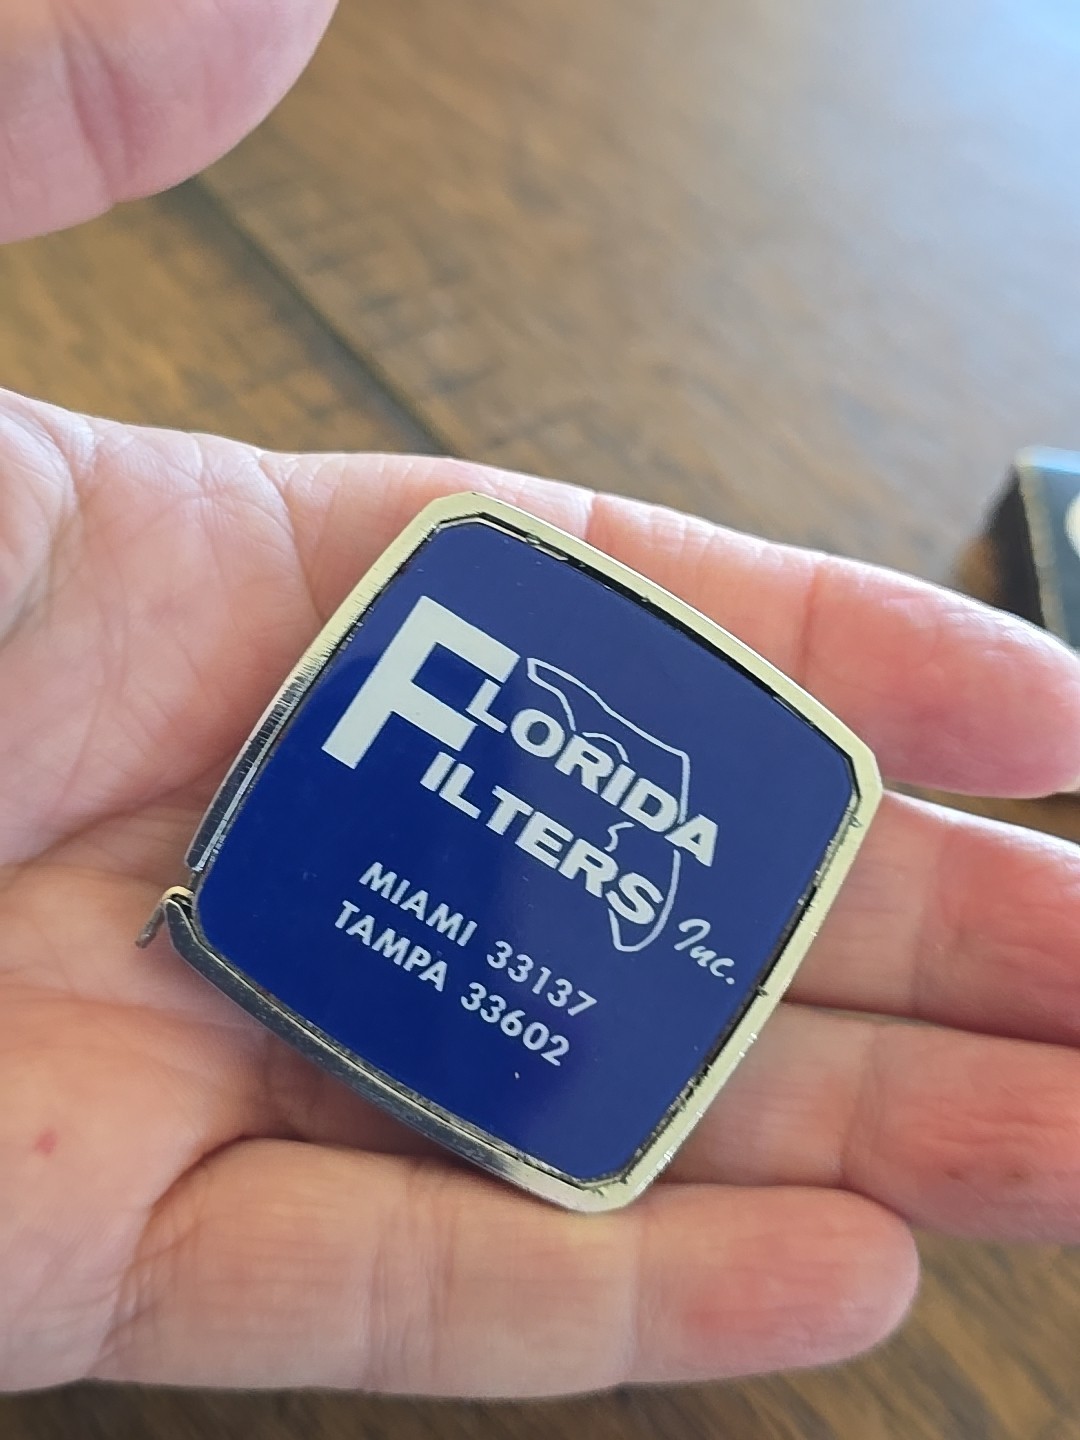 FLORIDA
FILTERS Inc.
MIAMI 33137
TAMPA 33602